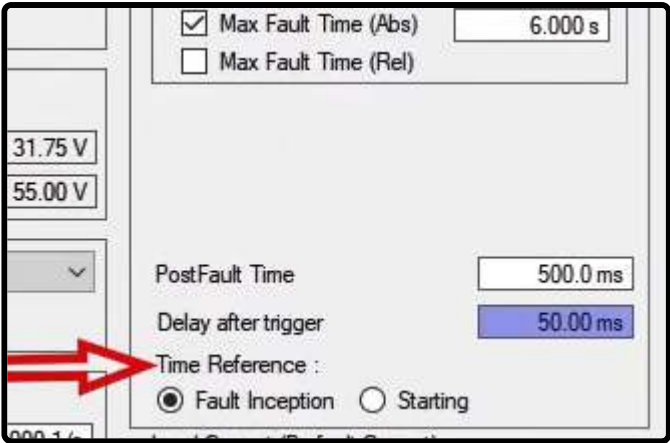 Max Fault Time (Abs) 6.000 s
Max Fault Time (Rel)
31.75 V
55.00 V
PostFault Time 500.0 ms
Delay after trigger 50.00 ms
Time Reference :
Fault Inception Starting